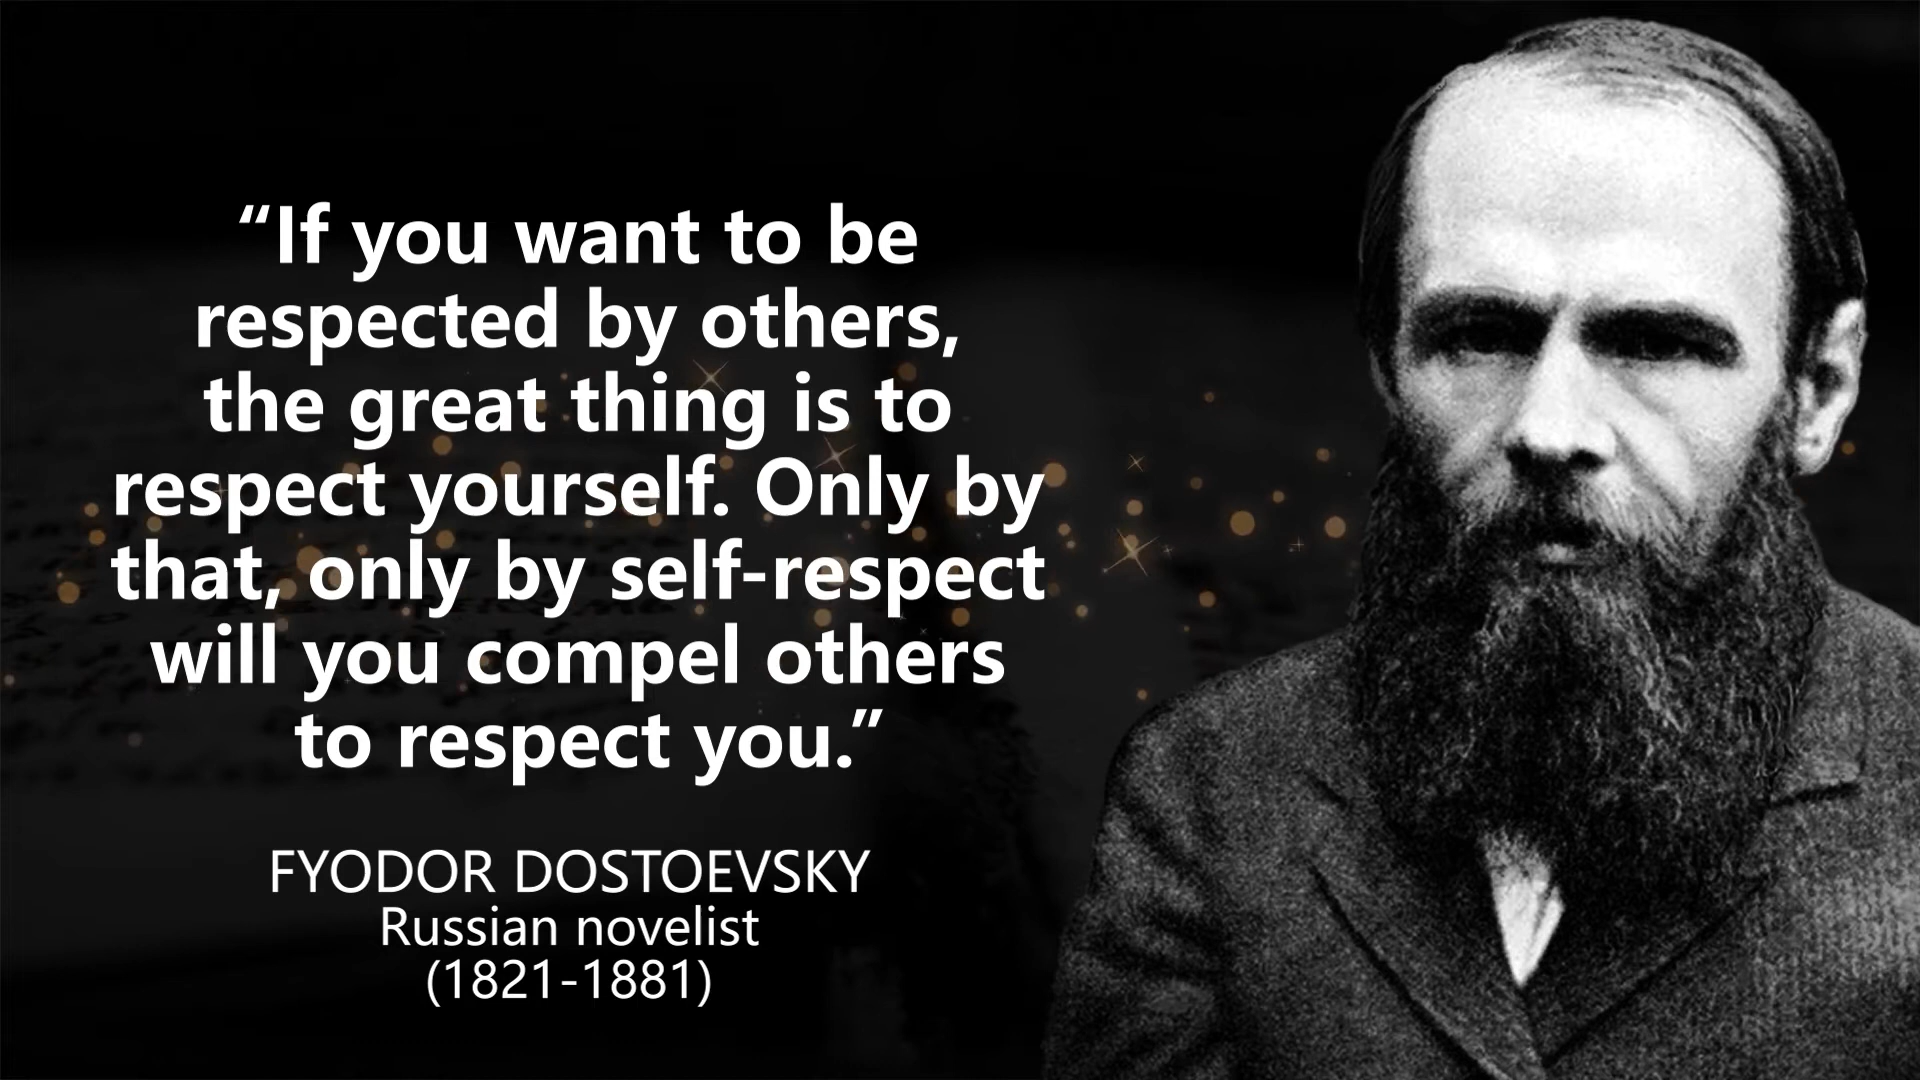 “If you want to be
respected by others,
the great thing is to
respect yourself. Only by
that, only by self-respect
will you compel others
to respect you.”
FYODOR DOSTOEVSKY
Russian novelist
(1821-1881)